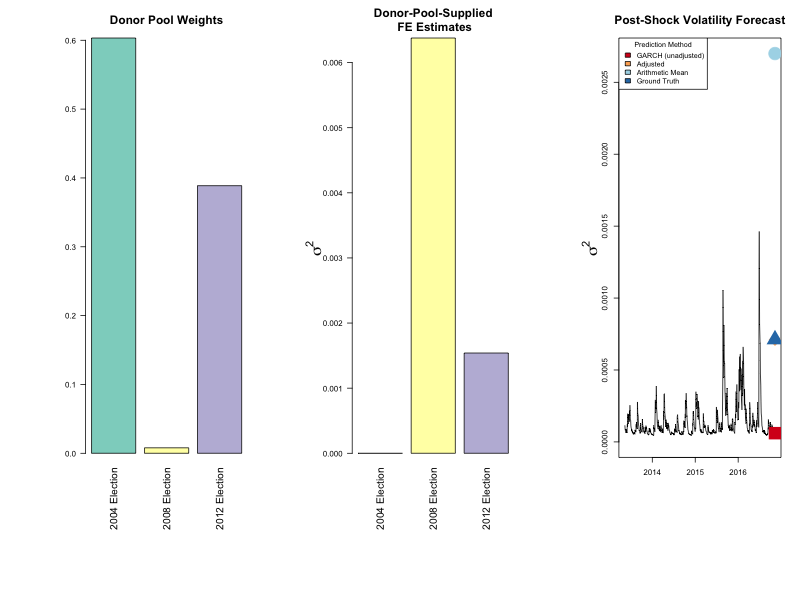 Donor Pool Weights
0.6
0.5
0.4
0.3
0.2
0.1
0.0
2004 Election
2008 Election
2012 Election
Donor-Pool-Supplied
FE Estimates
σ2
0.006
0.005
0.004
0.003
0.002
0.001
0.000
2004 Election
2008 Election
2012 Election
Post-Shock Volatility Forecast
Prediction Method
GARCH (unadjusted)
Adjusted
Arithmetic Mean
Ground Truth
σ2
0.0025
0.0020
0.0015
0.0010
0.0005
0.0000
2014
2015
2016